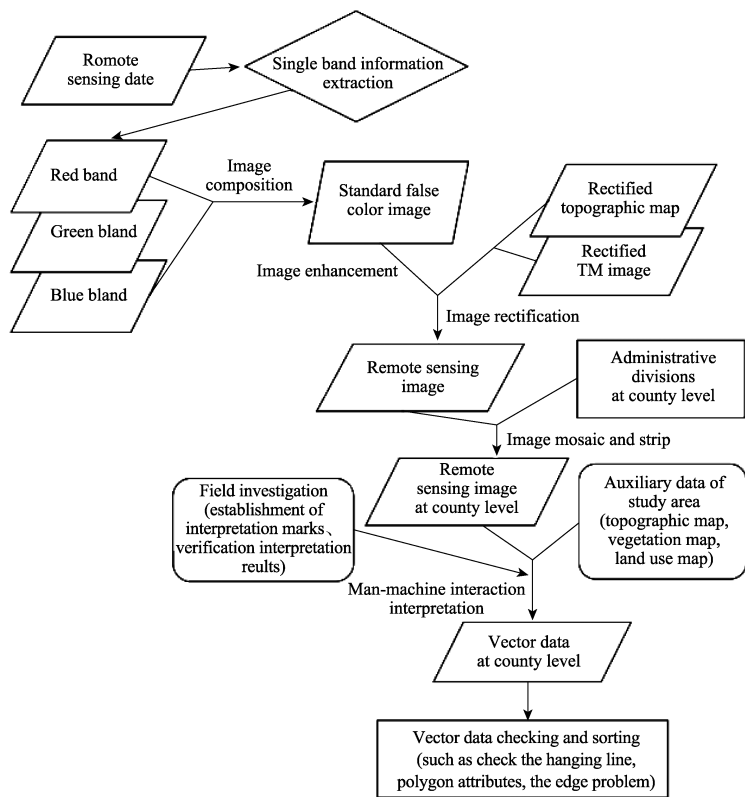 Romote
sensing date
Single band information
extraction
Red band
Green bland
Blue bland
Image
composition
Standard false
color image
Rectified
topographic map
Rectified
TM image
Image enhancement
Image rectification
Remote sensing
image
Administrative
divisions
at county level
Image mosaic and strip
Remote
sensing image
at county level
Field investigation
(establishment of
interpretation marks、
verification interpretation
reults)
Auxiliary data of
study area
(topographic map,
vegetation map,
land use map)
Man-machine interaction
interpretation
Vector data
at county level
Vector data checking and sorting
(such as check the hanging line,
polygon attributes, the edge problem)